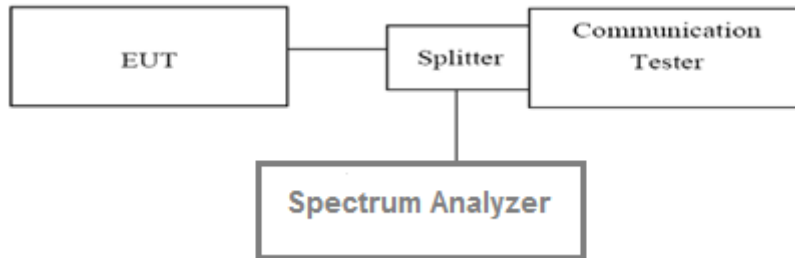 EUT
Splitter
Communication
Tester
Spectrum Analyzer